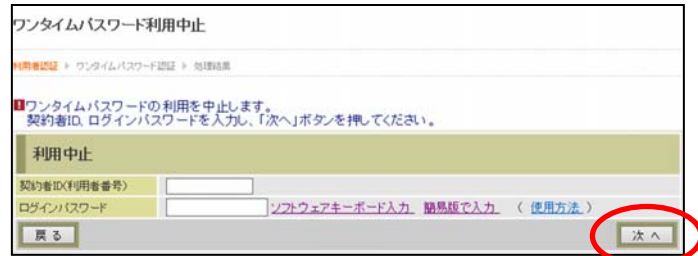 ワンタイムパスワード利用中止
利用者認証 ▶ ワンタイムパスワード認証 ▶ 処理結果
!ワンタイムパスワードの利用を中止します。
契約者ID、ログインパスワードを入力し、「次へ」ボタンを押してください。
利用中止
契約者ID(利用者番号)
ログインパスワード ソフトウェアキーボード入力 簡易版で入力 ( 使用方法 )
戻る 次へ